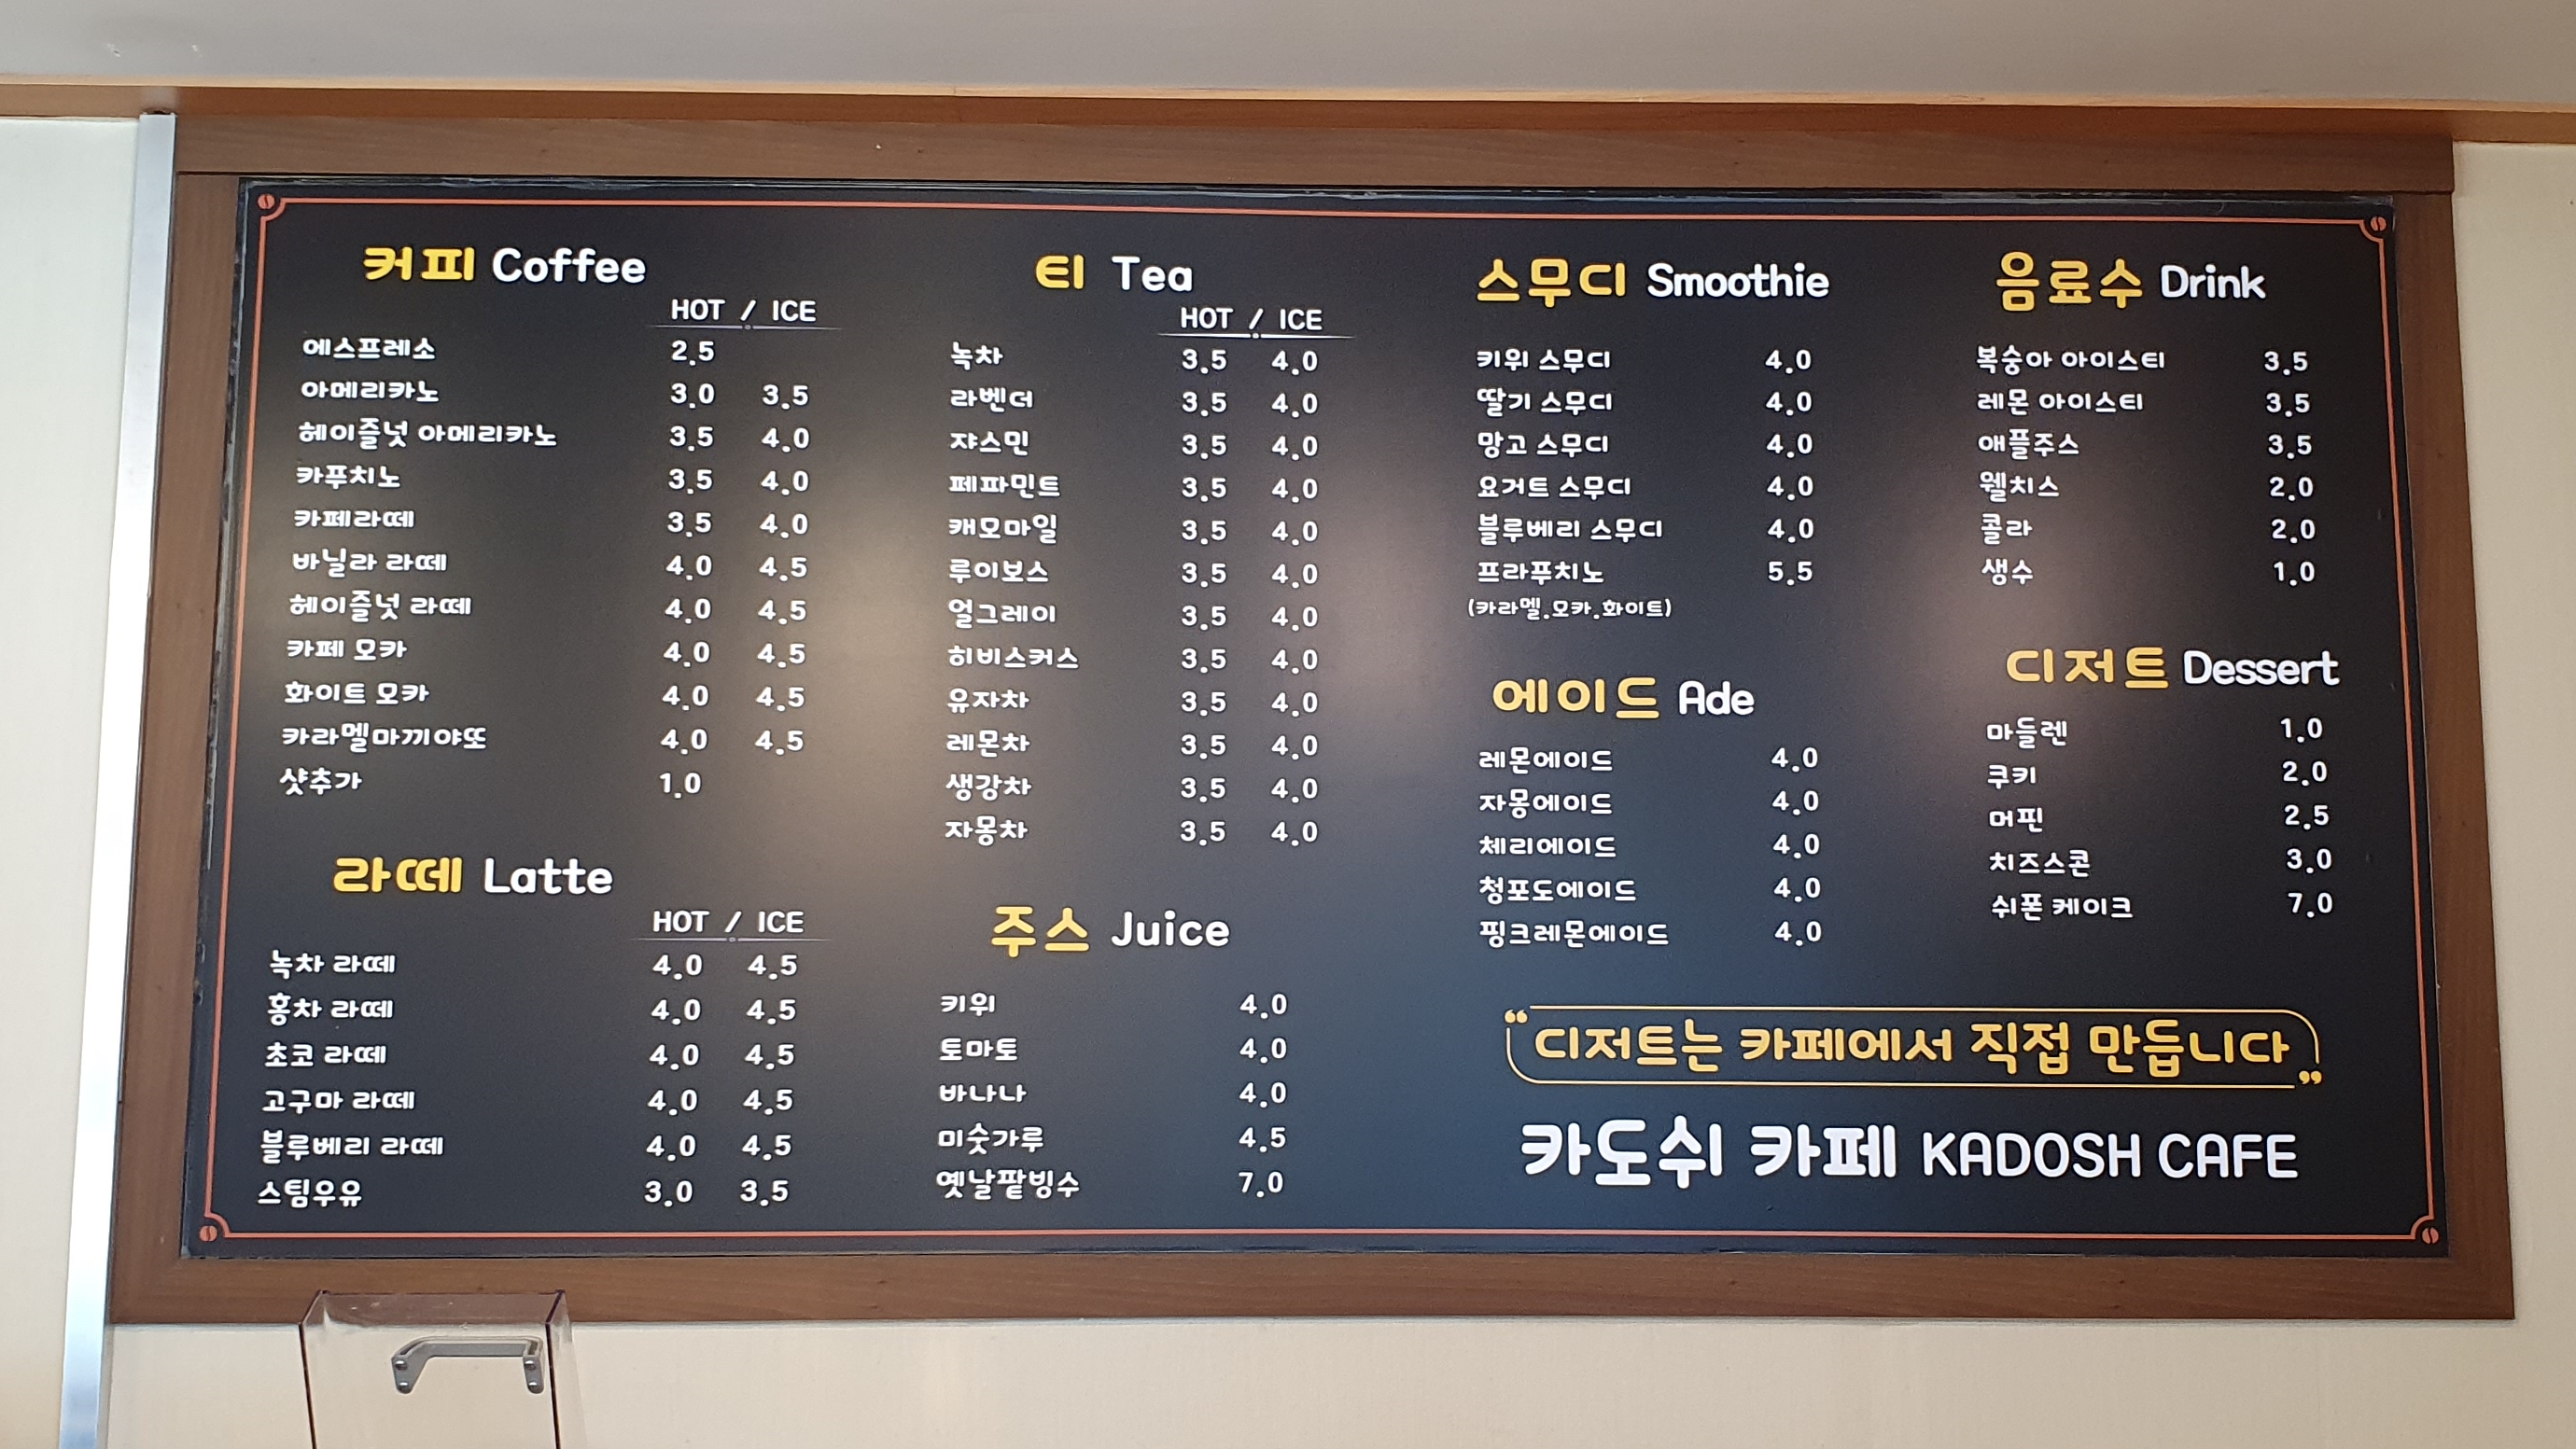 커피 Coffee
HOT / ICE
에스프레소 2.5
아메리카노 3.0 3.5
헤이즐넛 아메리카노 3.5 4.0
카푸치노 3.5 4.0
카페라떼 3.5 4.0
바닐라 라떼 4.0 4.5
헤이즐넛 라떼 4.0 4.5
카페 모카 4.0 4.5
화이트 모카 4.0 4.5
카라멜마끼야또 4.0 4.5
샷추가 1.0
라떼 Latte
HOT / ICE
녹차 라떼 4.0 4.5
홍차 라떼 4.0 4.5
초코 라떼 4.0 4.5
고구마 라떼 4.0 4.5
블루베리 라떼 4.0 4.5
스팀우유 3.0 3.5
티 Tea
HOT / ICE
녹차 3.5 4.0
라벤더 3.5 4.0
쟈스민 3.5 4.0
페파민트 3.5 4.0
캐모마일 3.5 4.0
루이보스 3.5 4.0
얼그레이 3.5 4.0
히비스커스 3.5 4.0
유자차 3.5 4.0
레몬차 3.5 4.0
생강차 3.5 4.0
자몽차 3.5 4.0
주스 Juice
키위 4.0
토마토 4.0
바나나 4.0
미숫가루 4.5
옛날팥빙수 7.0
스무디 Smoothie
키위 스무디 4.0
딸기 스무디 4.0
망고 스무디 4.0
요거트 스무디 4.0
블루베리 스무디 4.0
프라푸치노 5.5
(카라멜.모카.화이트)
에이드 Ade
레몬에이드 4.0
자몽에이드 4.0
체리에이드 4.0
청포도에이드 4.0
핑크레몬에이드 4.0
음료수 Drink
복숭아 아이스티 3.5
레몬 아이스티 3.5
애플주스 3.5
웰치스 2.0
콜라 2.0
생수 1.0
디저트 Dessert
마들렌 1.0
쿠키 2.0
머핀 2.5
치즈스콘 3.0
쉬폰 케이크 7.0
“디저트는 카페에서 직접 만듭니다”
카도쉬 카페 KADOSH CAFE